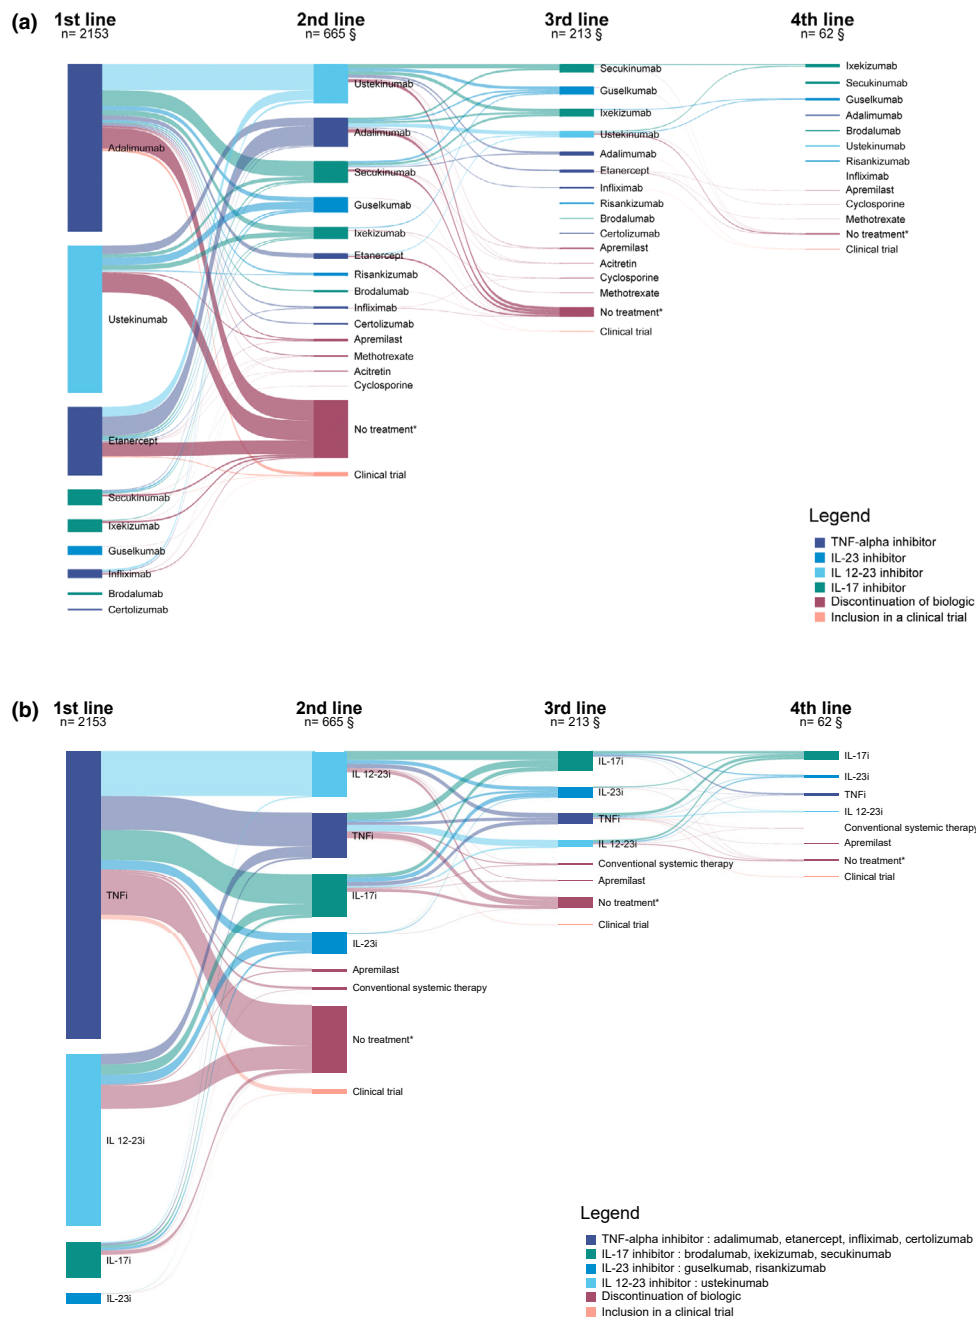 (a)
1st line
n= 2153
2nd line
n= 665 §
3rd line
n= 213 §
4th line
n= 62 §
Adalimumab
Ustekinumab
Etanercept
Secukinumab
Ixekizumab
Guselkumab
Infliximab
Brodalumab
Certolizumab
Ustekinumab
Adalimumab
Secukinumab
Guselkumab
Ixekizumab
Etanercept
Risankizumab
Brodalumab
Infliximab
Certolizumab
Apremilast
Methotrexate
Acitretin
Cyclosporine
No treatment*
Clinical trial
Secukinumab
Guselkumab
Ixekizumab
Ustekinumab
Adalimumab
Etanercept
Infliximab
Risankizumab
Brodalumab
Certolizumab
Apremilast
Acitretin
Cyclosporine
Methotrexate
No treatment*
Clinical trial
Ixekizumab
Secukinumab
Guselkumab
Adalimumab
Brodalumab
Ustekinumab
Risankizumab
Infliximab
Apremilast
Cyclosporine
Methotrexate
No treatment*
Clinical trial
Legend
TNF-alpha inhibitor
IL-23 inhibitor
IL 12-23 inhibitor
IL-17 inhibitor
Discontinuation of biologic
Inclusion in a clinical trial
(b)
1st line
n= 2153
2nd line
n= 665 §
3rd line
n= 213 §
4th line
n= 62 §
TNFi
IL 12-23i
IL-17i
IL-23i
IL 12-23i
TNFi
IL-17i
IL-23i
Apremilast
Conventional systemic therapy
No treatment*
Clinical trial
IL-17i
IL-23i
TNFi
IL 12-23i
Conventional systemic therapy
Apremilast
No treatment*
Clinical trial
IL-17i
IL-23i
TNFi
IL 12-23i
Conventional systemic therapy
Apremilast
No treatment*
Clinical trial
Legend
TNF-alpha inhibitor : adalimumab, etanercept, infliximab, certolizumab
IL-17 inhibitor : brodalumab, ixekizumab, secukinumab
IL-23 inhibitor : guselkumab, risankizumab
IL 12-23 inhibitor : ustekinumab
Discontinuation of biologic
Inclusion in a clinical trial